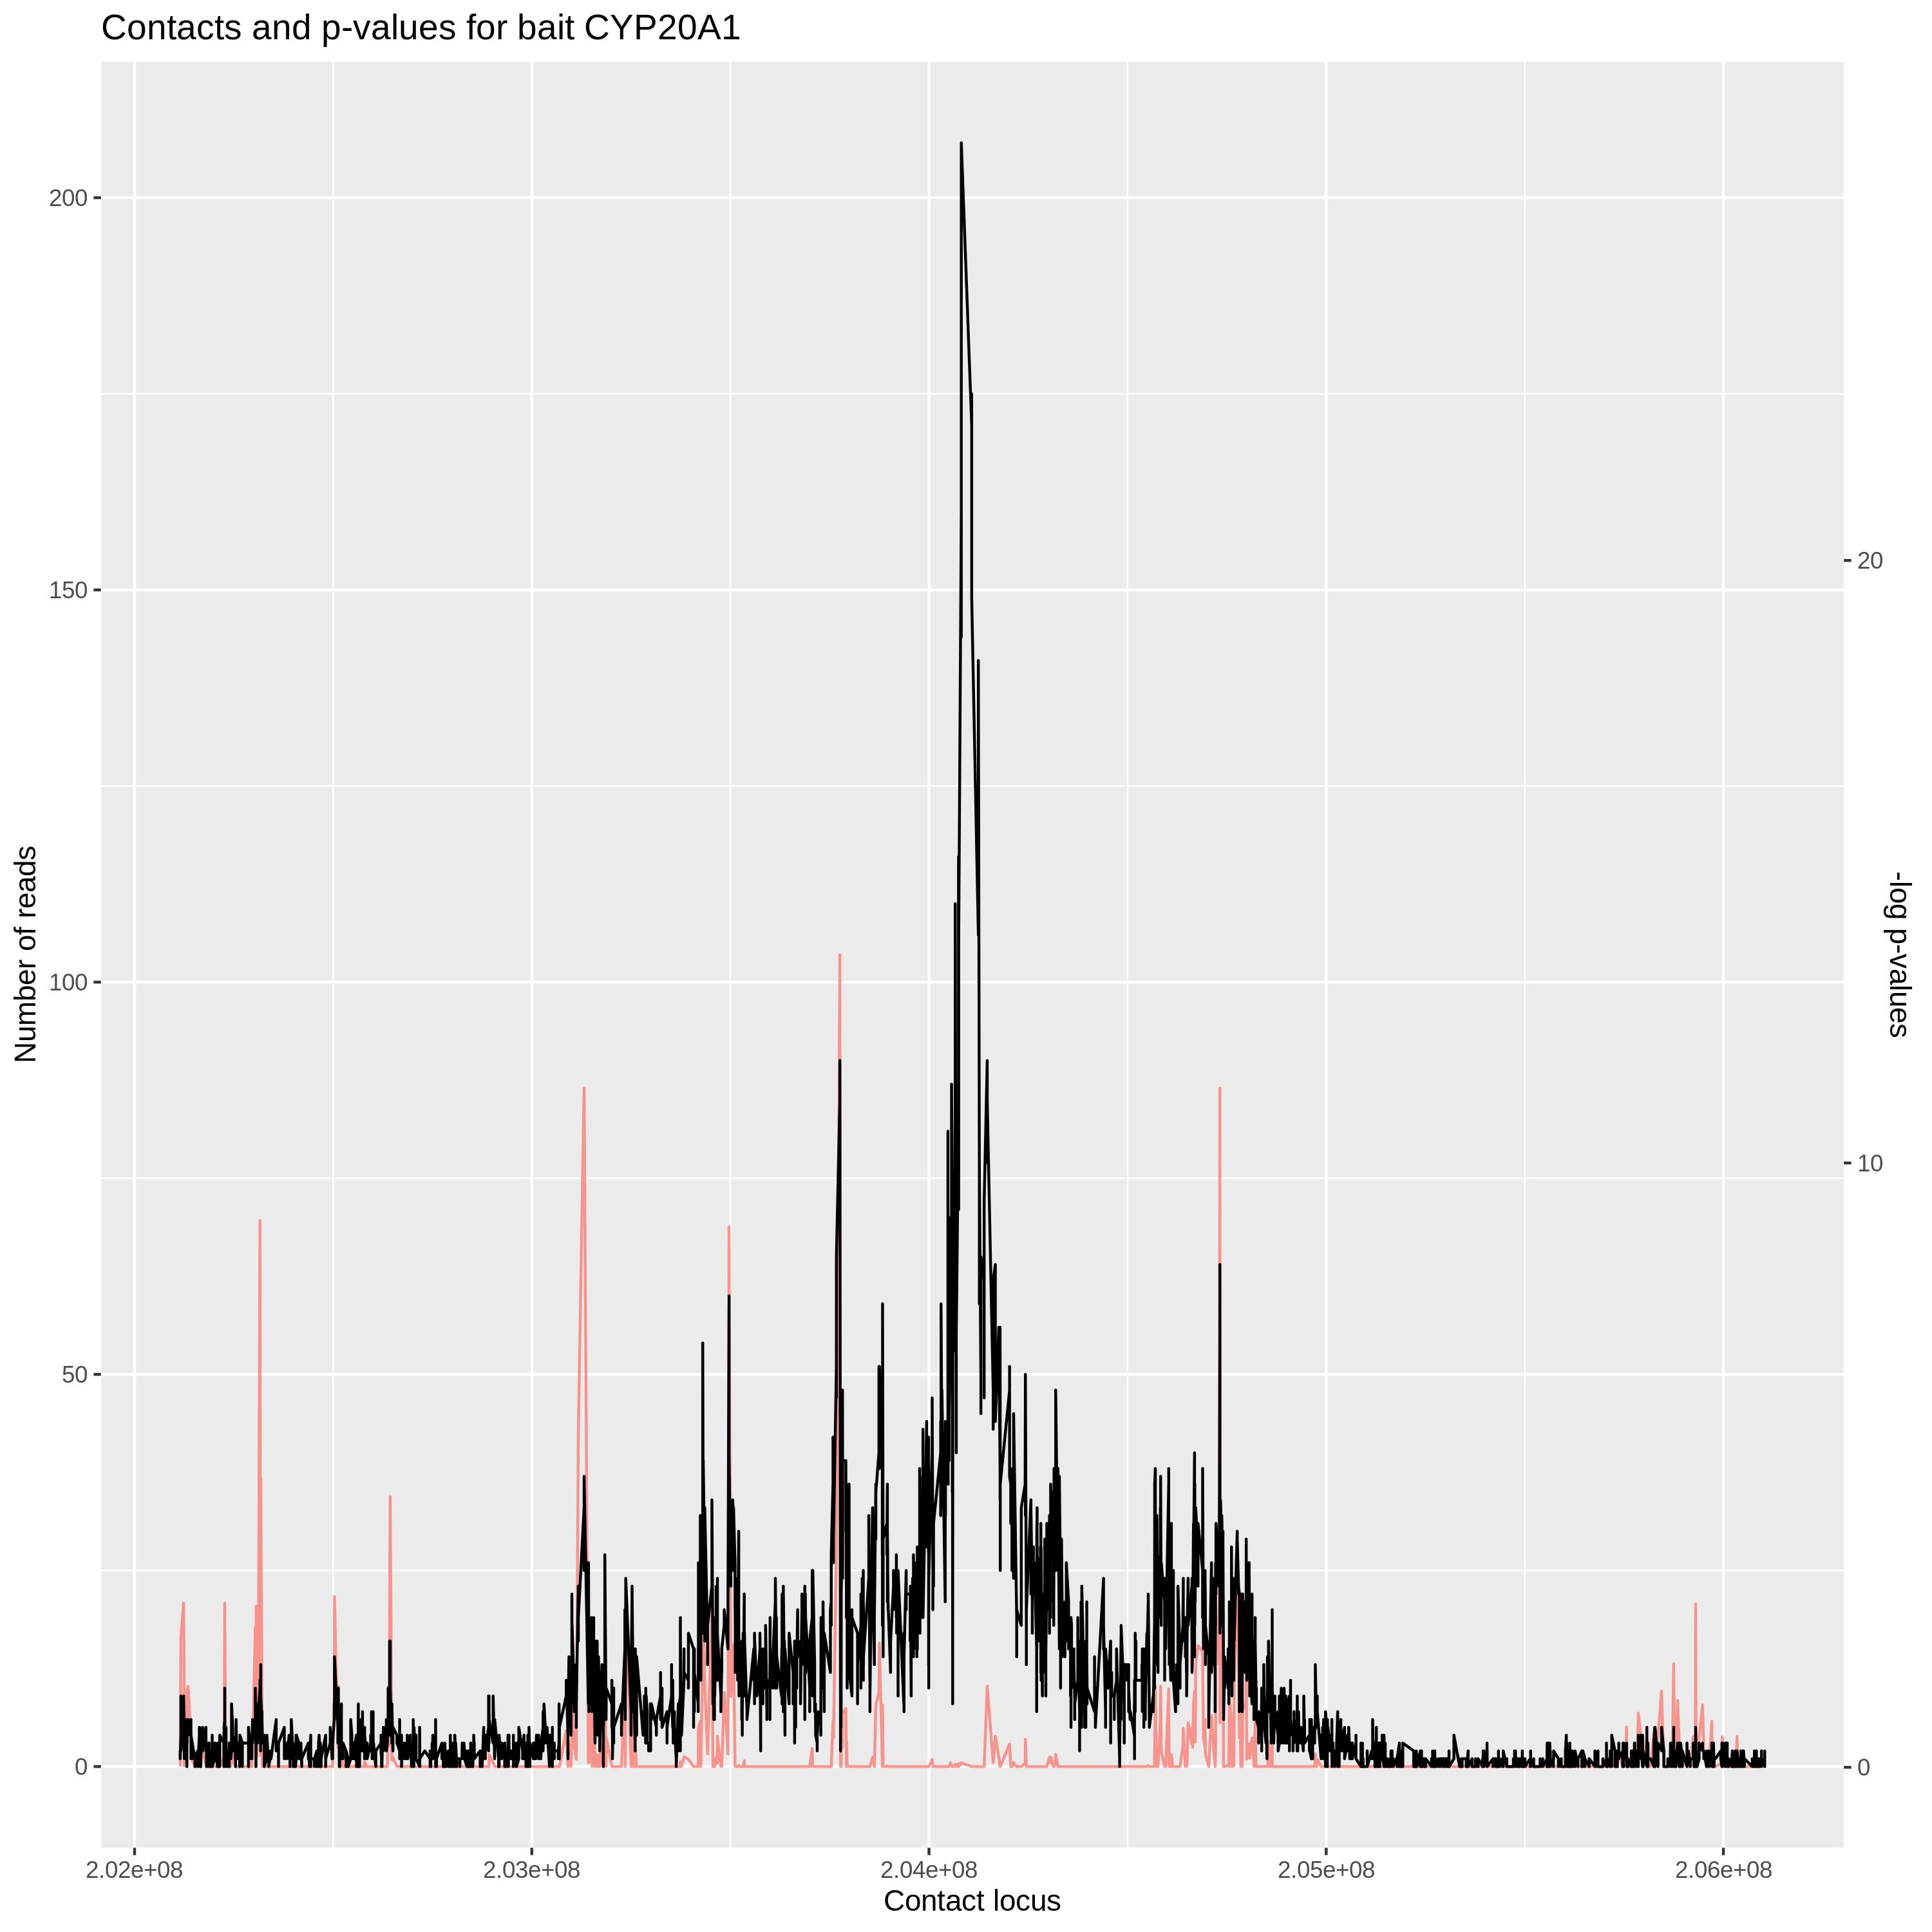 Contacts and p-values for bait CYP20A1
Number of reads
200
150
100
50
0
20
10
0
-log p-values
2.02e+08
2.03e+08
2.04e+08
2.05e+08
2.06e+08
Contact locus